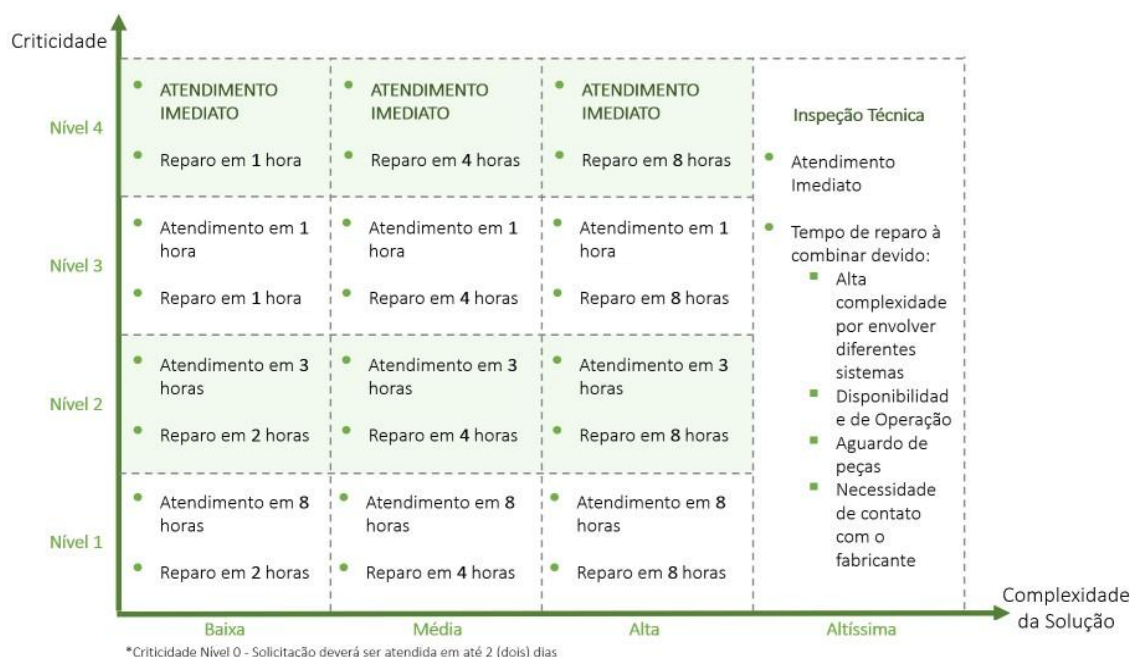 Criticidade
Nível 4
ATENDIMENTO
IMEDIATO
Reparo em 1 hora
ATENDIMENTO
IMEDIATO
Reparo em 4 horas
ATENDIMENTO
IMEDIATO
Reparo em 8 horas
Nível 3
Atendimento em 1
hora
Reparo em 1 hora
Atendimento em 1
hora
Reparo em 4 horas
Atendimento em 1
hora
Reparo em 8 horas
Nível 2
Atendimento em 3
horas
Reparo em 2 horas
Atendimento em 3
horas
Reparo em 4 horas
Atendimento em 3
horas
Reparo em 8 horas
Nível 1
Atendimento em 8
horas
Reparo em 2 horas
Atendimento em 8
horas
Reparo em 4 horas
Atendimento em 8
horas
Reparo em 8 horas
Inspeção Técnica
Atendimento
Imediato
Tempo de reparo à
combinar devido:
Alta
complexidade
por envolver
diferentes
sistemas
Disponibilidad
e de Operação
Aguardo de
peças
Necessidade
de contato
com o
fabricante
Baixa
Média
Alta
Altíssima
Complexidade
da Solução
*Criticidade Nível 0 - Solicitação deverá ser atendida em até 2 (dois) dias